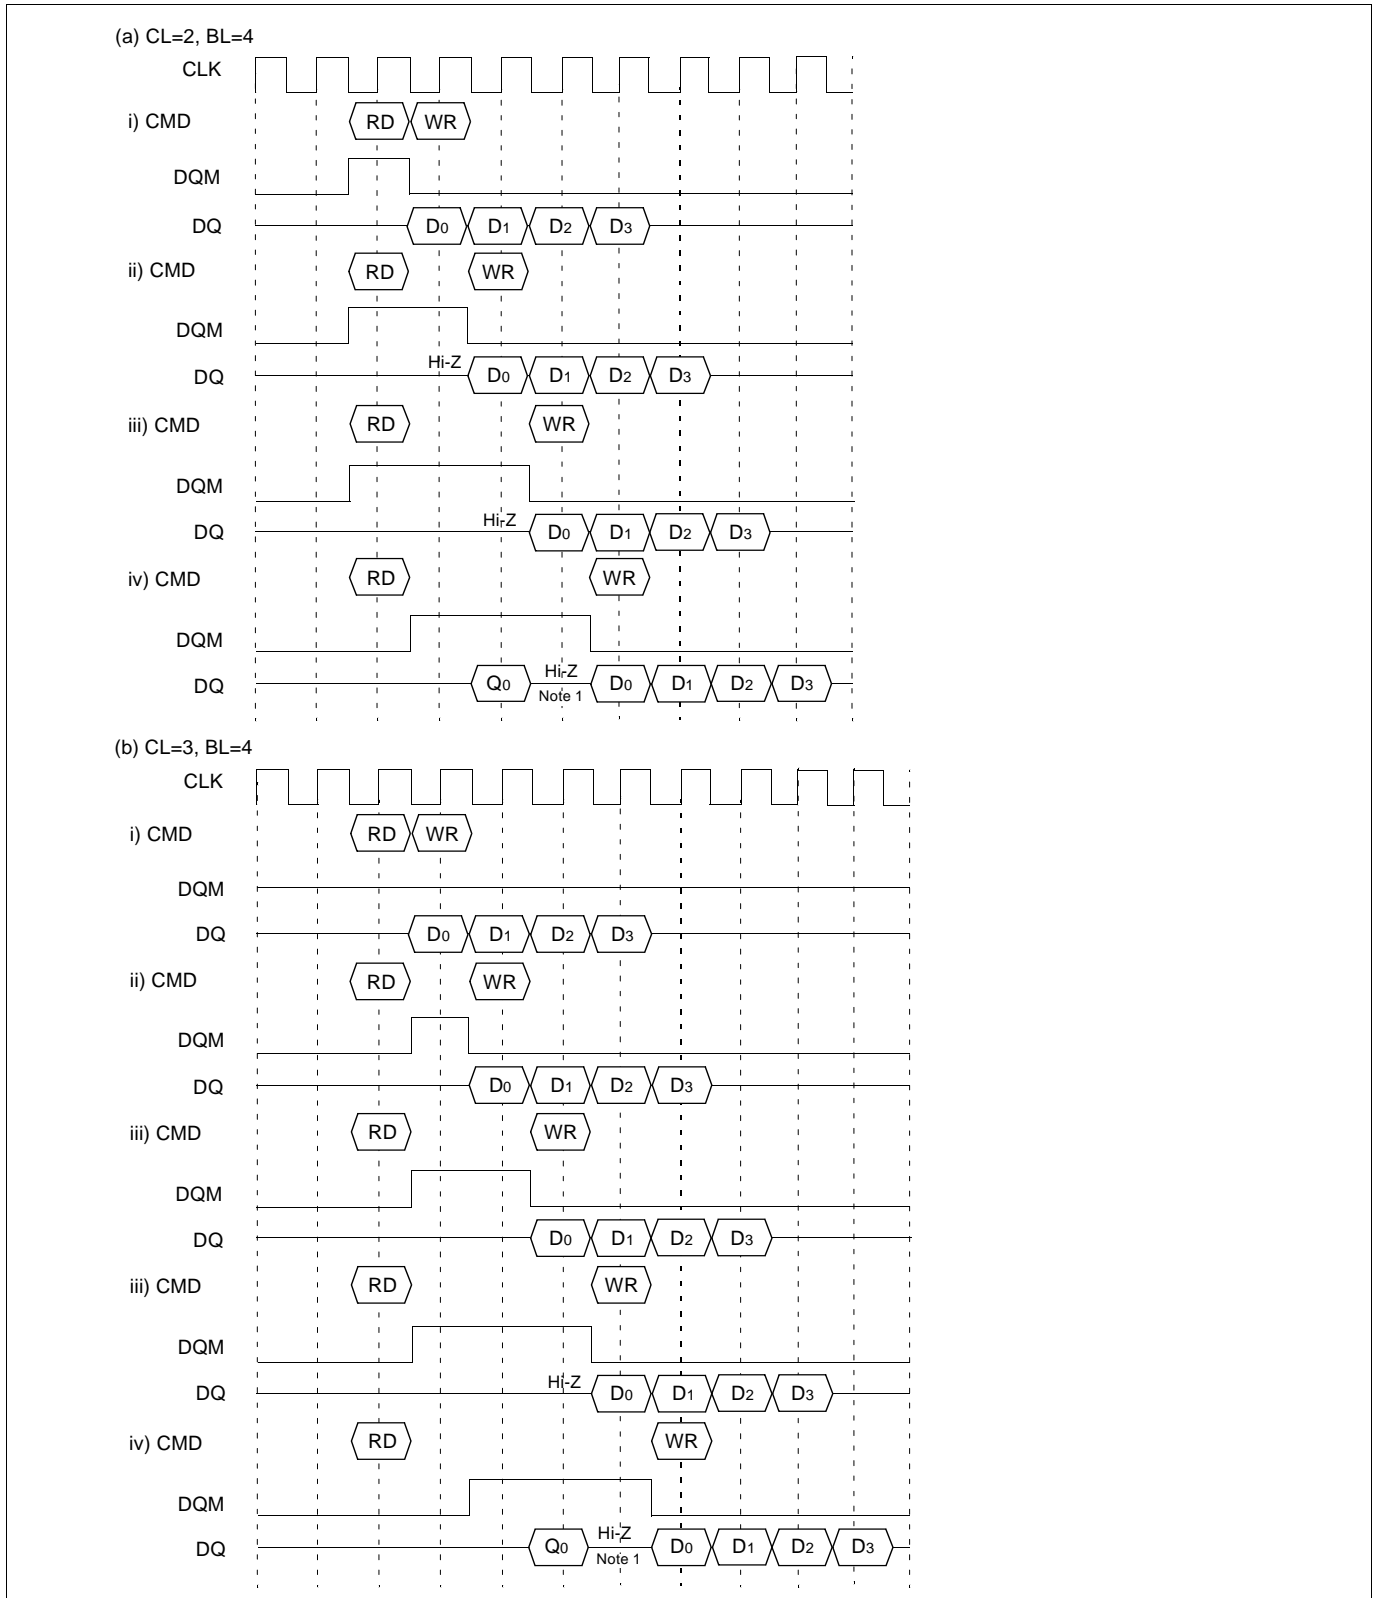 (a) CL=2, BL=4
CLK
i) CMD RD WR
DQM
DQ D0 D1 D2 D3
ii) CMD RD WR
DQM
DQ Hi-Z D0 D1 D2 D3
iii) CMD RD WR
DQM
DQ Hi-Z D0 D1 D2 D3
iv) CMD RD WR
DQM
DQ Q0 Hi-Z Note 1 D0 D1 D2 D3
(b) CL=3, BL=4
CLK
i) CMD RD WR
DQM
DQ D0 D1 D2 D3
ii) CMD RD WR
DQM
DQ D0 D1 D2 D3
iii) CMD RD WR
DQM
DQ D0 D1 D2 D3
iii) CMD RD WR
DQM
DQ Hi-Z D0 D1 D2 D3
iv) CMD RD WR
DQM
DQ Q0 Hi-Z Note 1 D0 D1 D2 D3